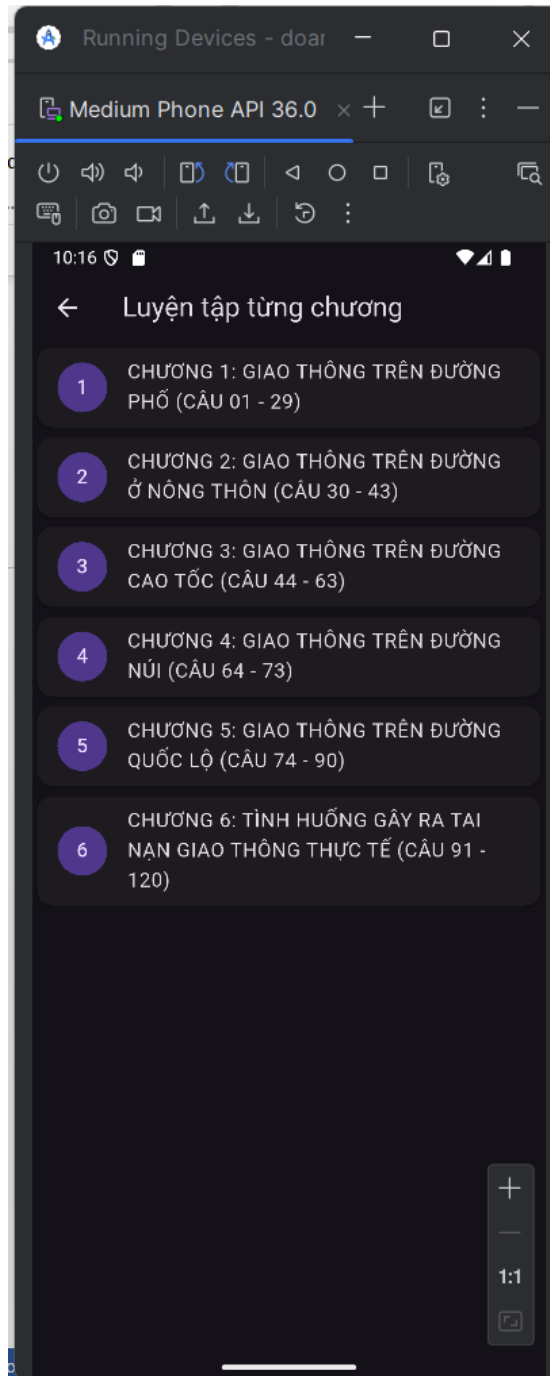 Running Devices - doar
Medium Phone API 36.0
10:16
Luyện tập từng chương
1
CHƯƠNG 1: GIAO THÔNG TRÊN ĐƯỜNG
PHỐ (CÂU 01 - 29)
2
CHƯƠNG 2: GIAO THÔNG TRÊN ĐƯỜNG
Ở NÔNG THÔN (CÂU 30 - 43)
3
CHƯƠNG 3: GIAO THÔNG TRÊN ĐƯỜNG
CAO TỐC (CÂU 44 - 63)
4
CHƯƠNG 4: GIAO THÔNG TRÊN ĐƯỜNG
NÚI (CÂU 64 - 73)
5
CHƯƠNG 5: GIAO THÔNG TRÊN ĐƯỜNG
QUỐC LỘ (CÂU 74 - 90)
6
CHƯƠNG 6: TÌNH HUỐNG GÂY RA TAI
NẠN GIAO THÔNG THỰC TẾ (CÂU 91 -
120)
1:1